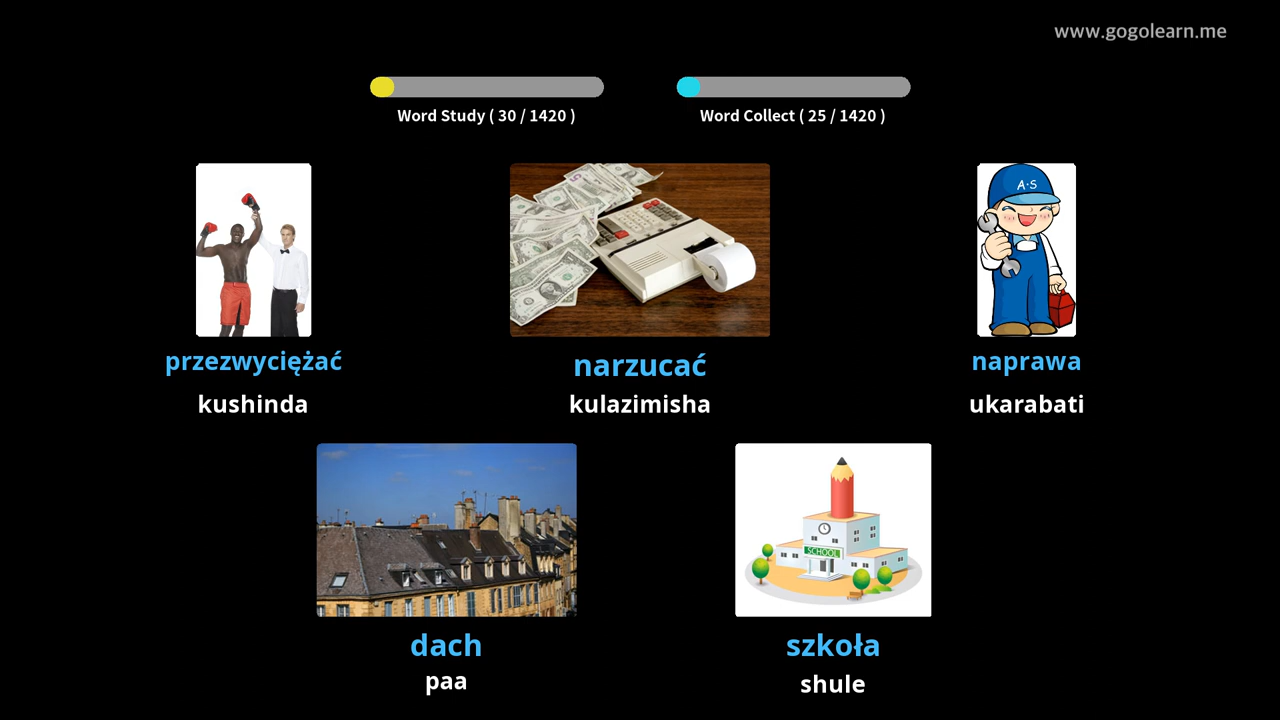 www.gogolearn.me
Word Study ( 30 / 1420 )
Word Collect ( 25 / 1420 )
A·S
przezwyciężać
narzucać
naprawa
kushinda
kulazimisha
ukarabati
SCHOOL
dach
szkoła
paa
shule